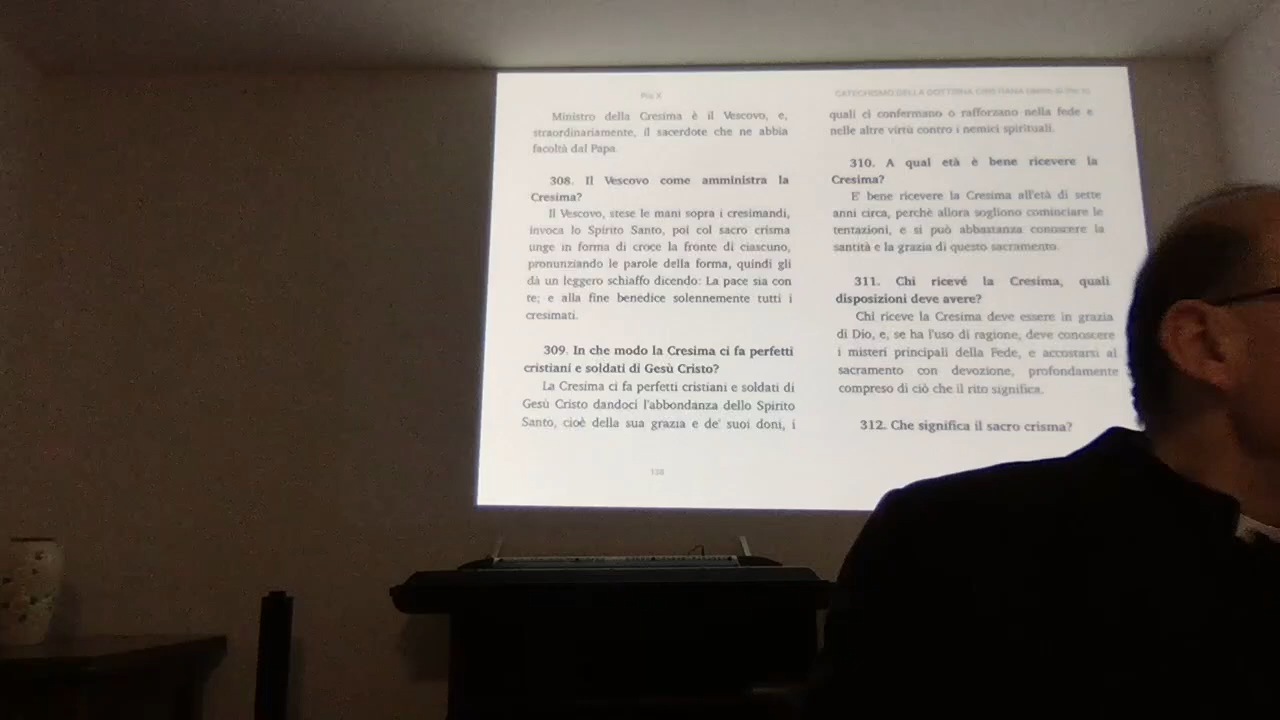 Pio X
Ministro della Cresima è il Vescovo, e,
straordinariamente, il sacerdote che ne abbia
facoltà dal Papa.
308. Il Vescovo come amministra la
Cresima?
Il Vescovo, stese le mani sopra i cresimandi,
invoca lo Spirito Santo, poi col sacro crisma
unge in forma di croce la fronte di ciascuno,
pronunziando le parole della forma, quindi gli
dà un leggero schiaffo dicendo: La pace sia con
te; e alla fine benedice solennemente tutti i
cresimati.
309. In che modo la Cresima ci fa perfetti
cristiani e soldati di Gesù Cristo?
La Cresima ci fa perfetti cristiani e soldati di
Gesù Cristo dandoci l'abbondanza dello Spirito
Santo, cioè della sua grazia e de' suoi doni, i
CATECHISMO DELLA DOTTRINA CRISTIANA
quali ci confermano o rafforzano nella fede e
nelle altre virtù contro i nemici spirituali.
310. A qual età è bene ricevere la
Cresima?
E' bene ricevere la Cresima all'età di sette
anni circa, perchè allora sogliono cominciare le
tentazioni, e si può abbastanza conoscere la
santità e la grazia di questo sacramento.
311. Chi ricevé la Cresima, quali
disposizioni deve avere?
Chi riceve la Cresima deve essere in grazia
di Dio, e, se ha l'uso di ragione, deve conoscere
i misteri principali della Fede, e accostarsi al
sacramento con devozione, profondamente
compreso di ciò che il rito significa.
312. Che significa il sacro crisma?